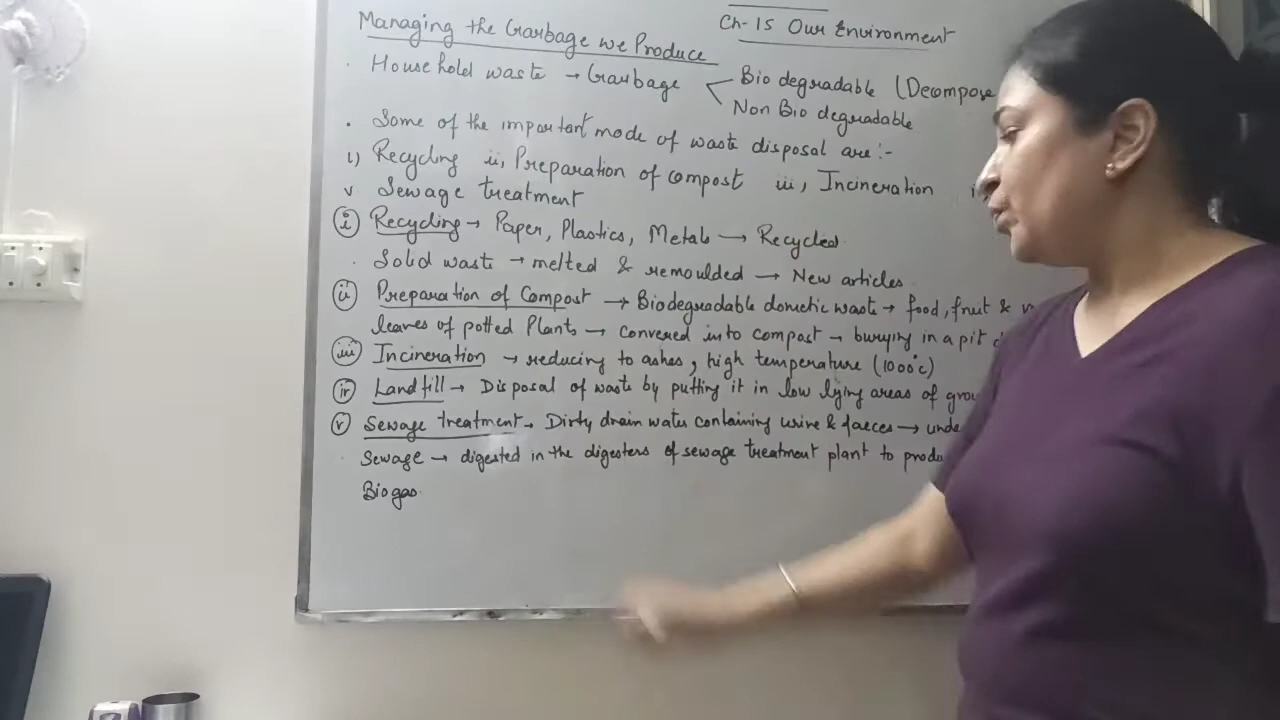 Ch-15 Our Environment
Managing the Garbage we Produce
. House hold waste → Garbage < Bio degradable (Decompose
Non Bio degradable
. Some of the important mode of waste disposal are:-
i) Recycling ii, Preparation of compost iii, Incineration
v Sewage treatment
(i) Recycling → Paper, Plastics, Metals → Recycled.
. Solid waste → melted & remoulded → New articles.
(ii) Preparation of Compost → Biodegradable domestic waste → food, fruit &
leaves of potted Plants → convered into compost → burying in a pit
(iii) Incineration → reducing to ashes, high temperature (1000°c)
(iv) Landfill → Disposal of waste by putting it in low lying areas of
(v) Sewage treatment → Dirty drain water containing urine & faeces →
. Sewage → digested in the digesters of sewage treatment plant to
Biogas.